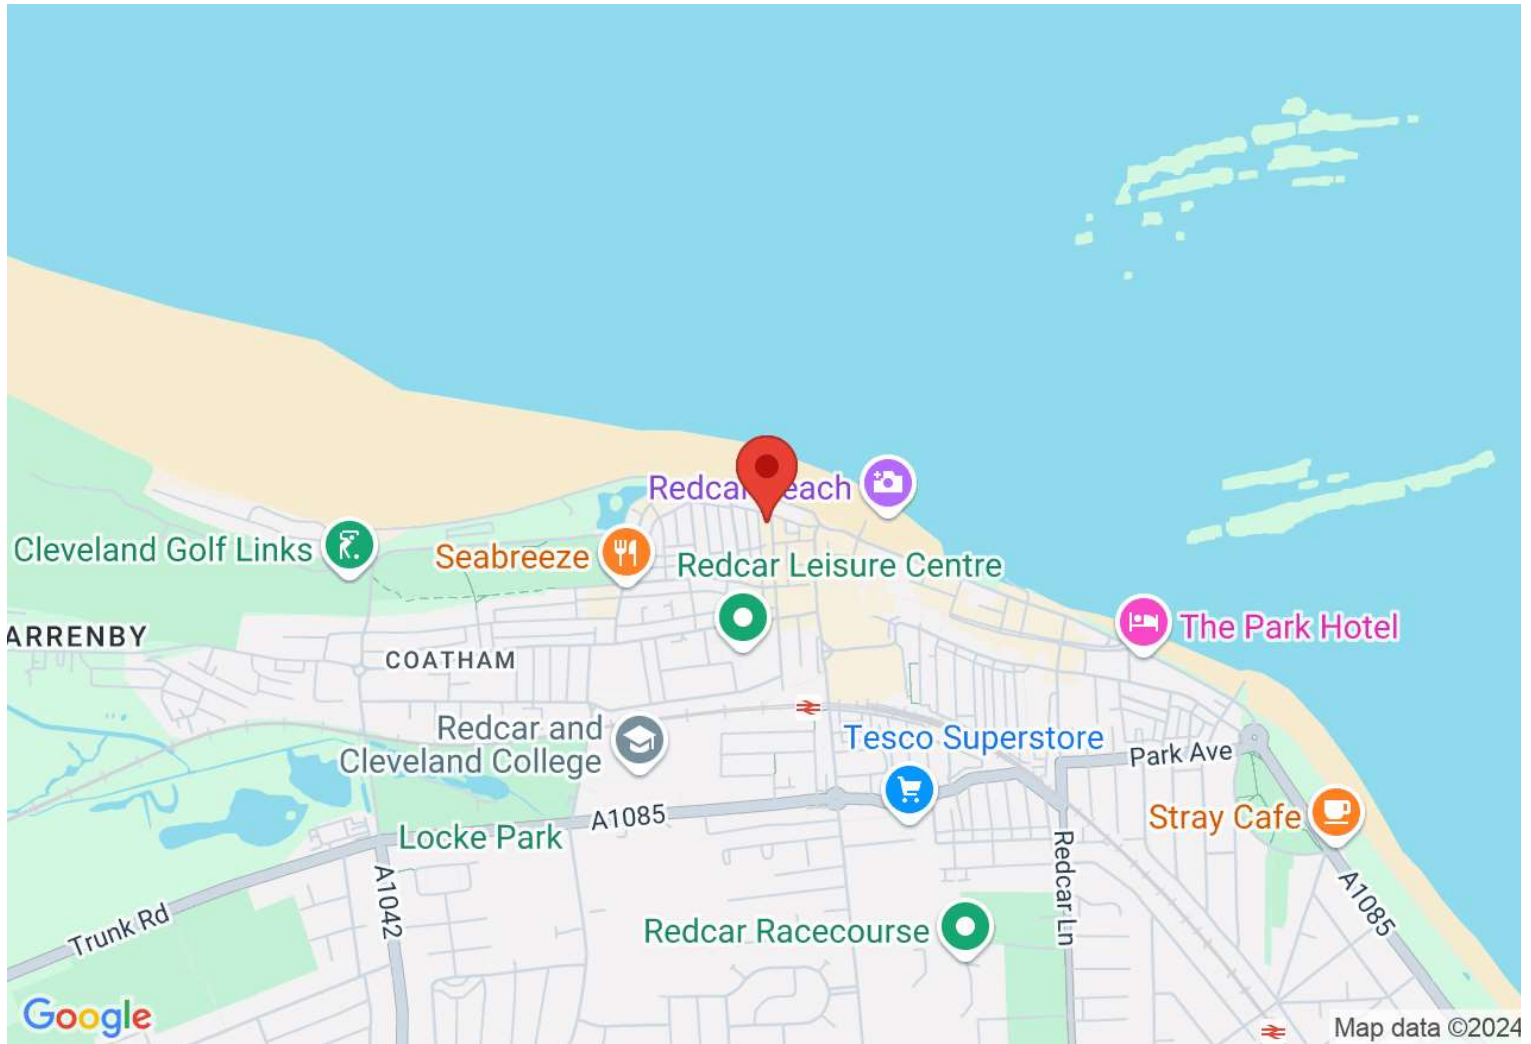 Redcar Beach
Cleveland Golf Links
Seabreeze
Redcar Leisure Centre
ARRENBY
COATHAM
The Park Hotel
Redcar and
Cleveland College
Tesco Superstore
Park Ave
A1085
Locke Park
Stray Cafe
Redcar Ln
A1042
A1085
Trunk Rd
Redcar Racecourse
Google
Map data ©2024